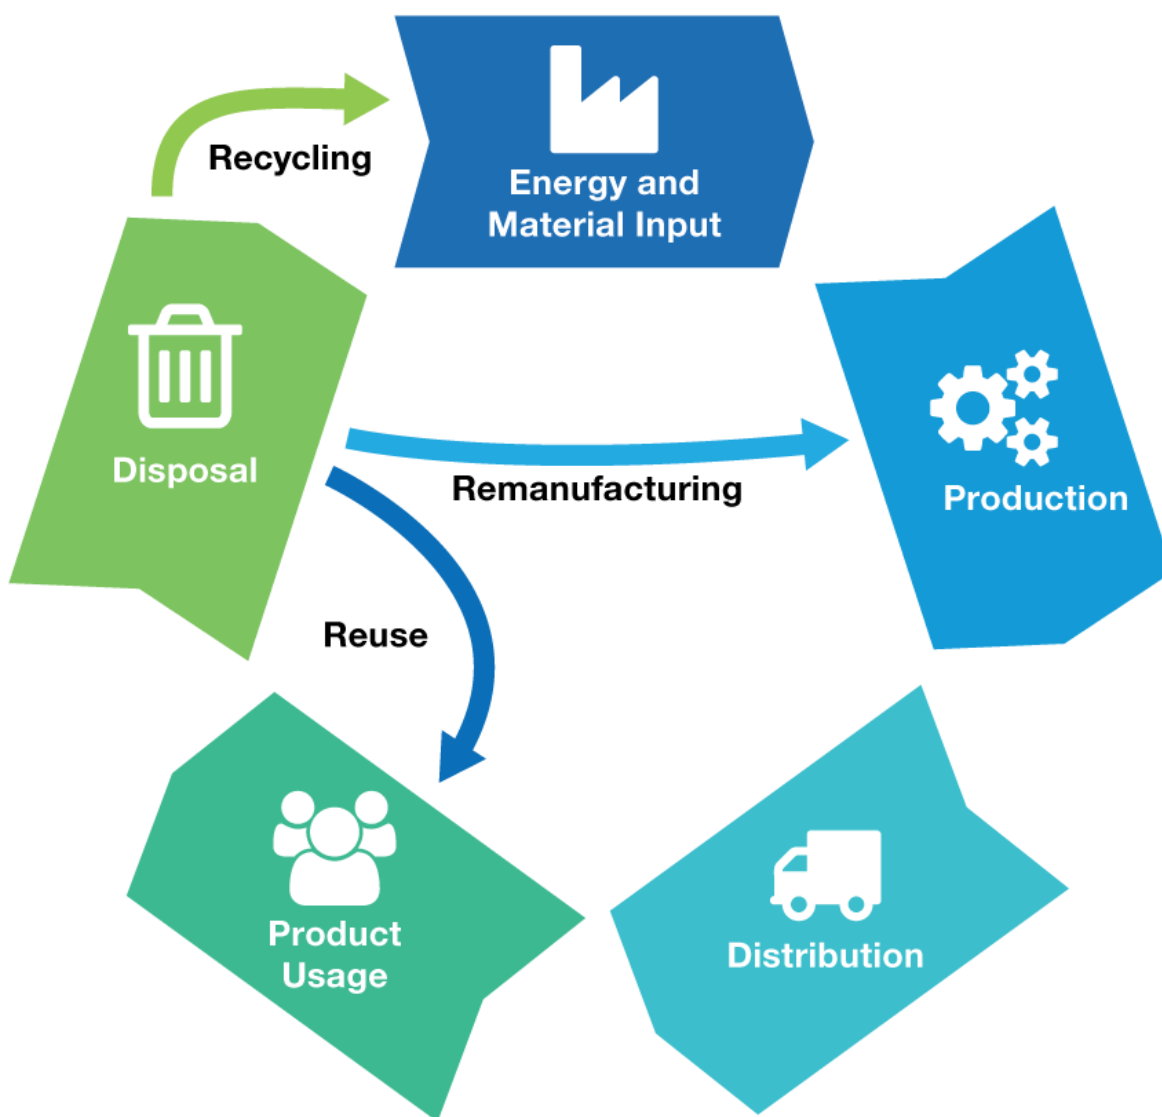 Recycling
Energy and
Material Input
Disposal
Remanufacturing
Production
Reuse
Product
Usage
Distribution